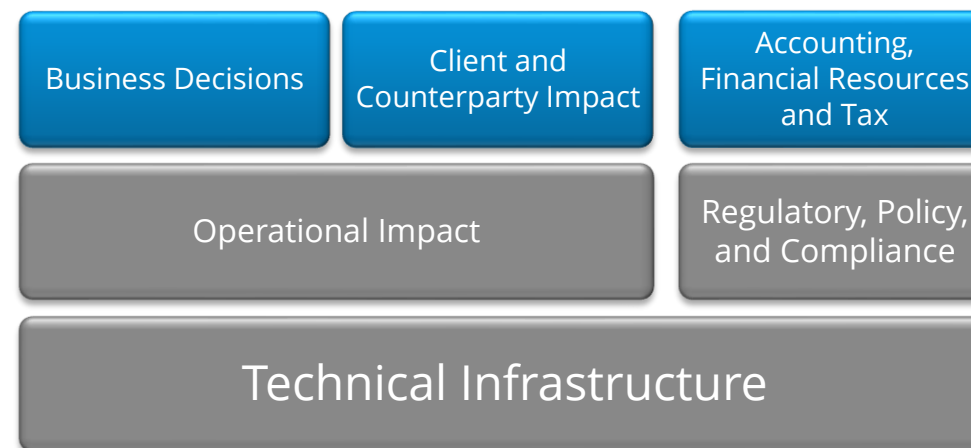 Business Decisions
Client and
Counterparty Impact
Accounting,
Financial Resources
and Tax
Operational Impact
Regulatory, Policy,
and Compliance
Technical Infrastructure